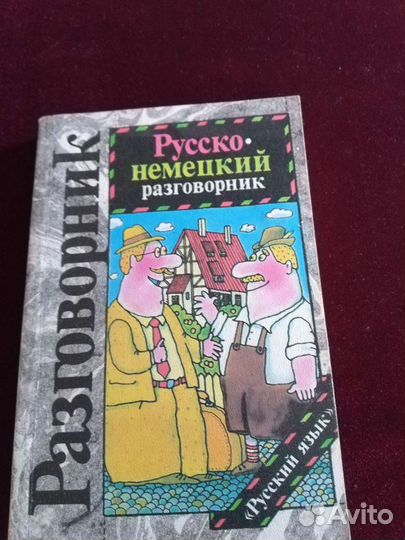 Разговорник
Русско-
немецкий
разговорник
«Русский язык»
Avito